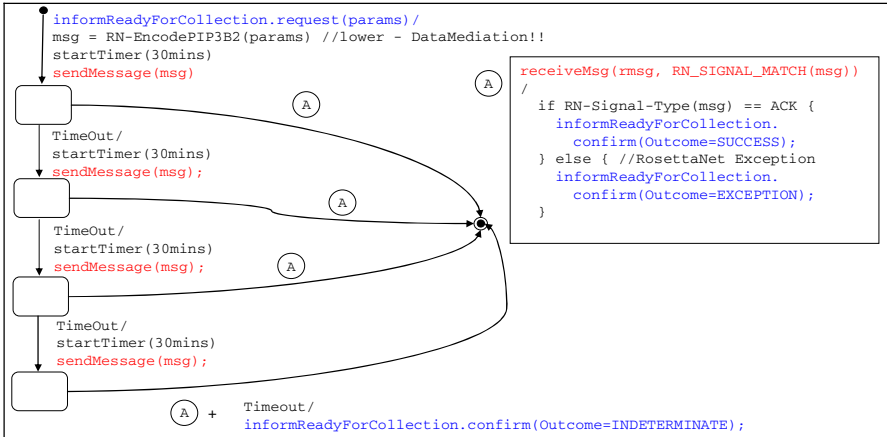 informReadyForCollection.request(params)/
msg = RN-EncodePIP3B2(params) //lower - DataMediation!!
startTimer(30mins)
sendMessage(msg)
A
TimeOut/
startTimer(30mins)
sendMessage(msg);
A
TimeOut/
startTimer(30mins)
sendMessage(msg);
A
TimeOut/
startTimer(30mins)
sendMessage(msg);
A + Timeout/
informReadyForCollection.confirm(Outcome=INDETERMINATE);
A
receiveMsg(rmsg, RN_SIGNAL_MATCH(msg))
/
if RN-Signal-Type(msg) == ACK {
informReadyForCollection.
confirm(Outcome=SUCCESS);
} else { //RosettaNet Exception
informReadyForCollection.
confirm(Outcome=EXCEPTION);
}